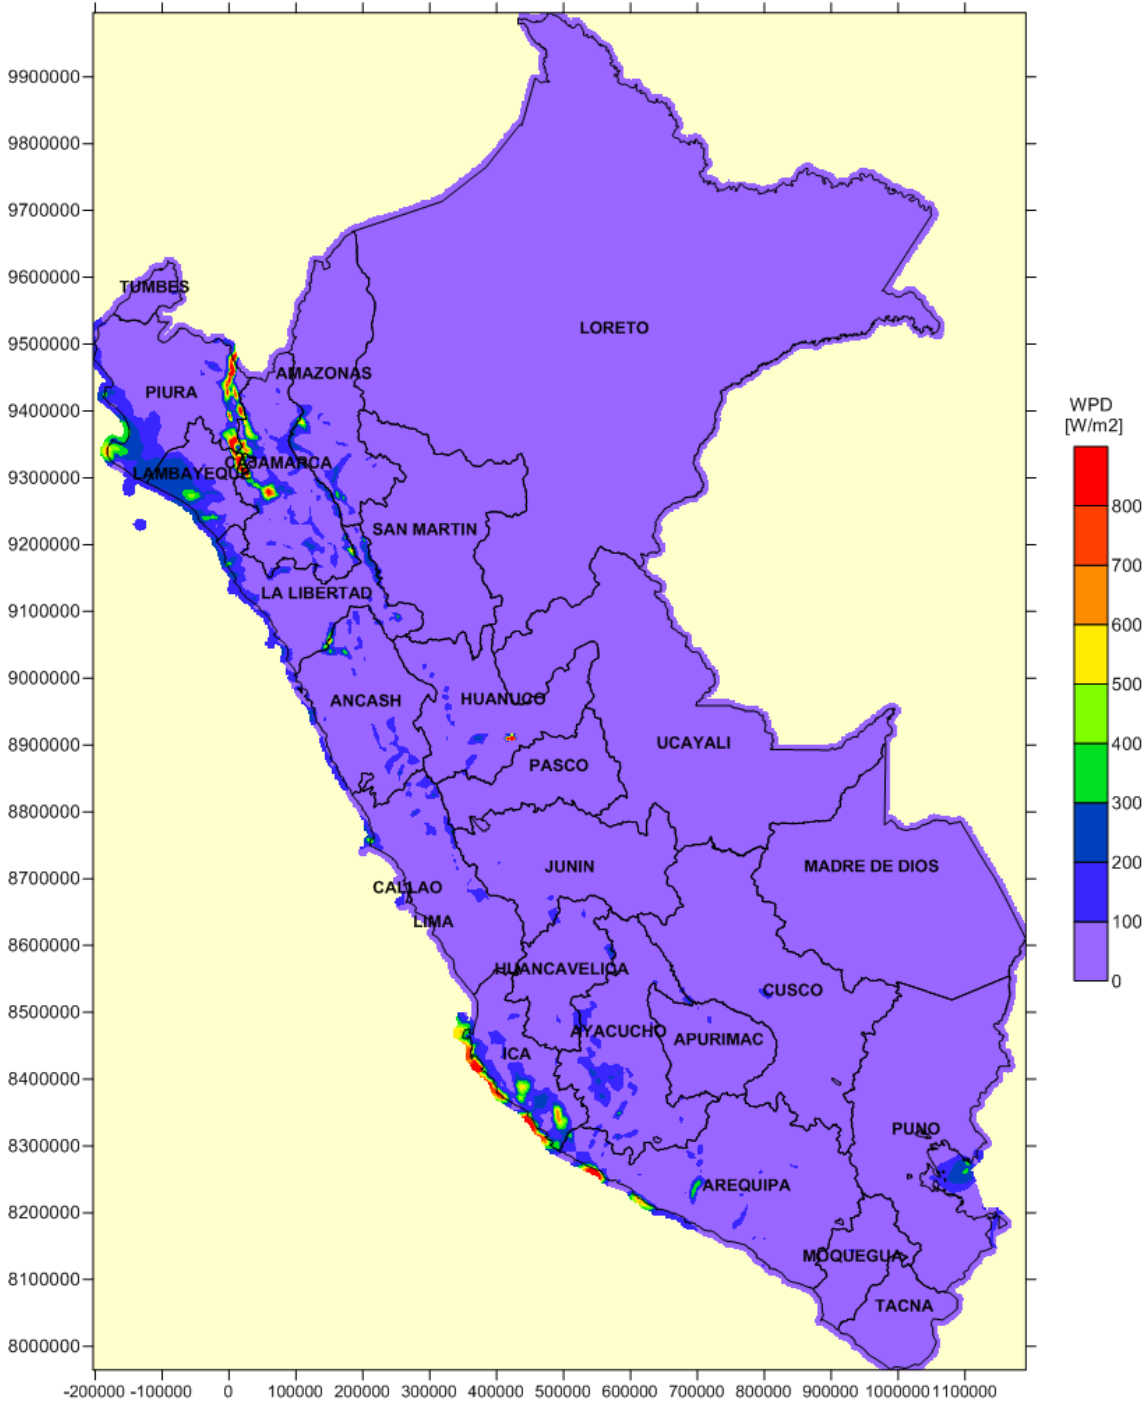 9900000
9800000
9700000
9600000
TUMBES
LORETO
9500000
AMAZONAS
PIURA
9400000
WPD
[W/m2]
CAJAMARCA
LAMBAYEQUE
9300000
800
SAN MARTIN
9200000
700
LA LIBERTAD
9100000
600
9000000
500
HUANUCO
ANCASH
UCAYALI
8900000
400
PASCO
8800000
300
JUNIN
MADRE DE DIOS
200
8700000
CALLAO
LIMA
100
8600000
HUANCAVELICA
0
CUSCO
8500000
AYACUCHO
APURIMAC
ICA
8400000
PUNO
8300000
AREQUIPA
8200000
MOQUEGUA
8100000
TACNA
8000000
-200000 -100000 0 100000 200000 300000 400000 500000 600000 700000 800000 900000 1000000 1100000